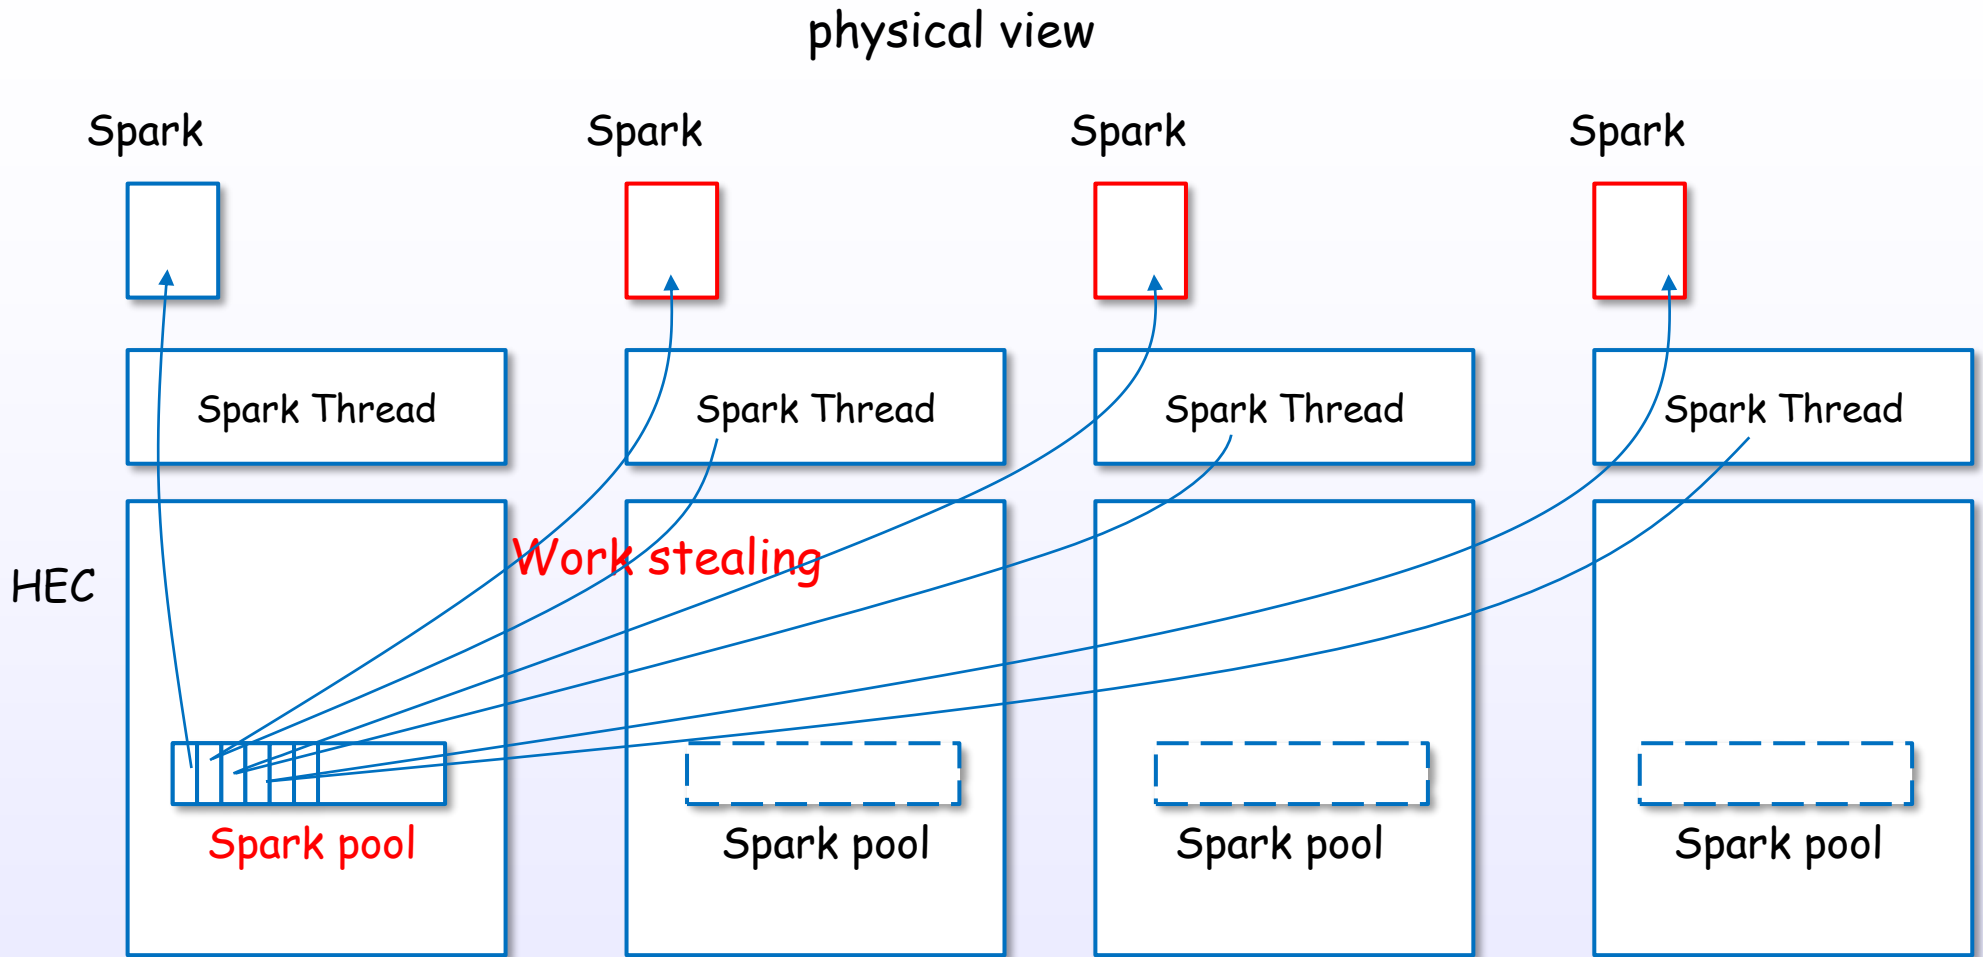 physical view
Spark Spark Spark Spark
Spark Thread Spark Thread Spark Thread Spark Thread
Work stealing
HEC
Spark pool Spark pool Spark pool Spark pool